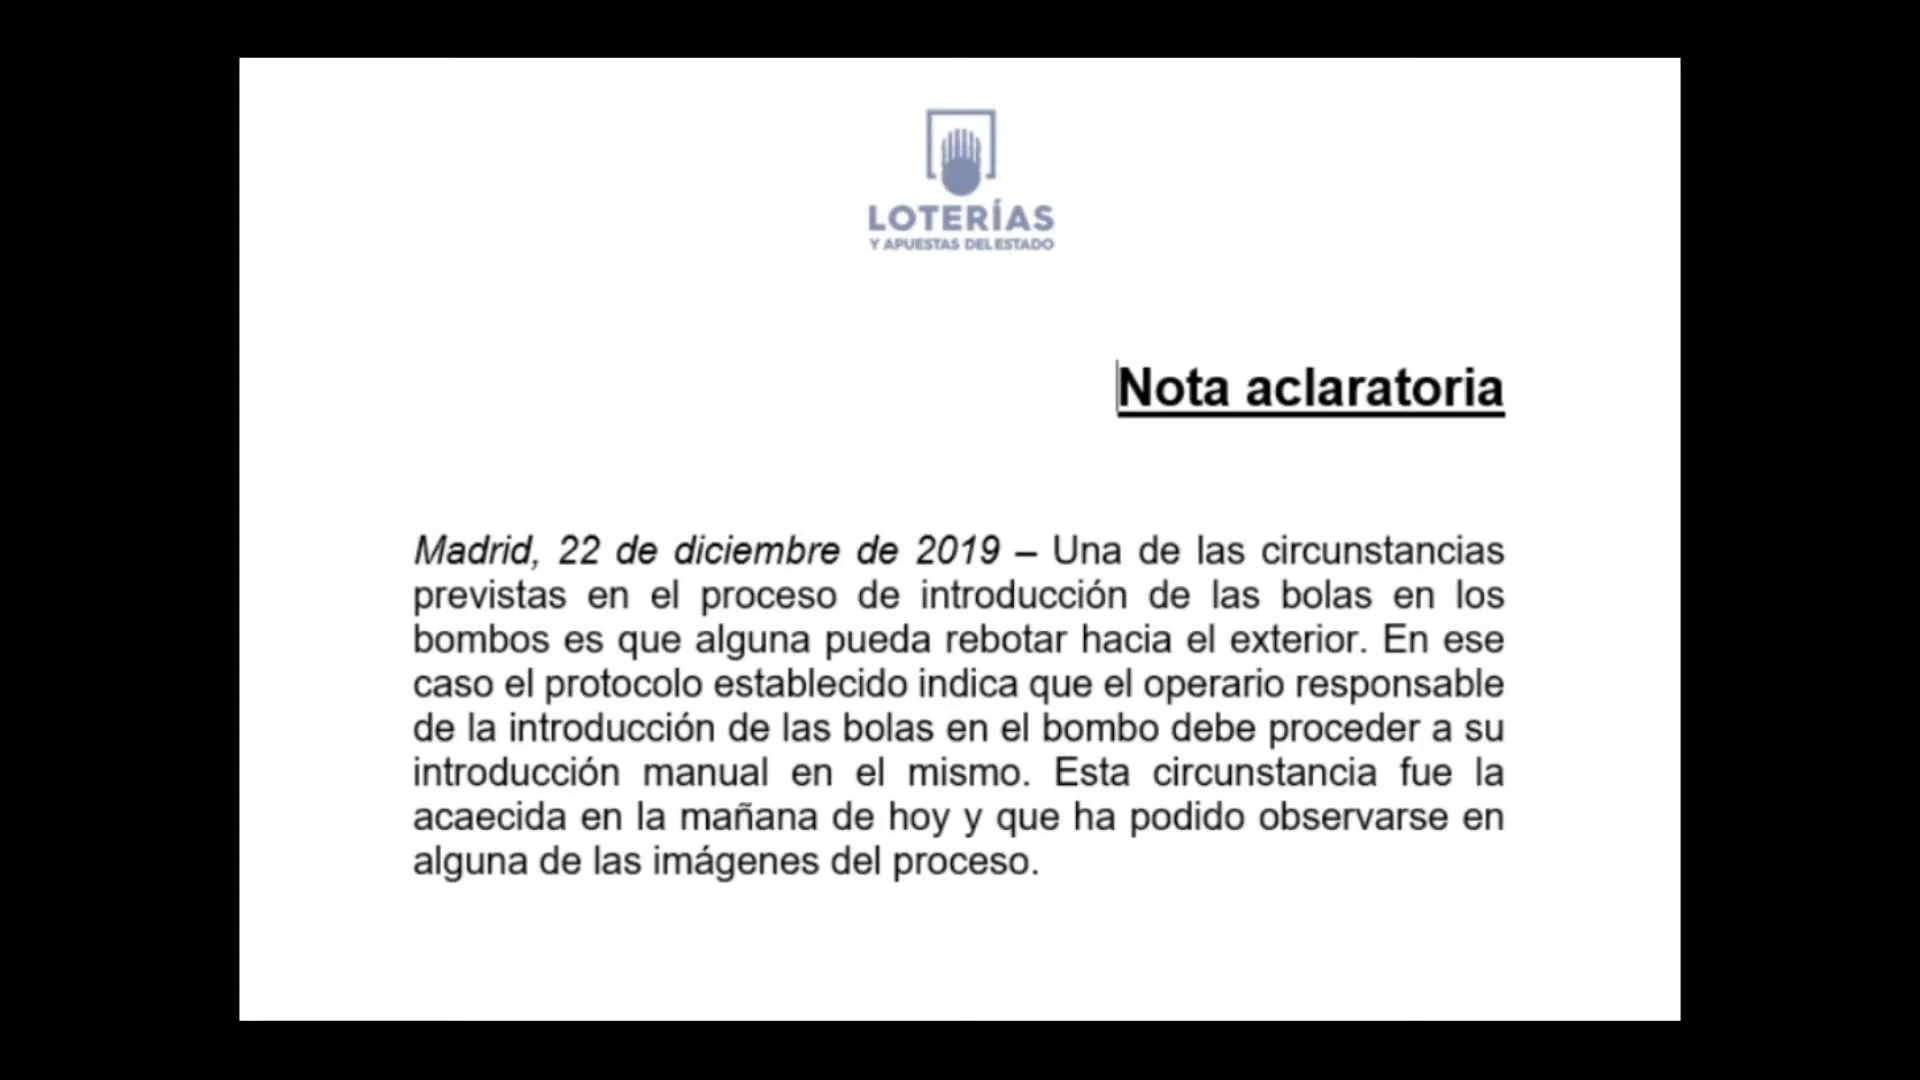 LOTERÍAS
Y APUESTAS DEL ESTADO
Nota aclaratoria
Madrid, 22 de diciembre de 2019 – Una de las circunstancias
previstas en el proceso de introducción de las bolas en los
bombos es que alguna pueda rebotar hacia el exterior. En ese
caso el protocolo establecido indica que el operario responsable
de la introducción de las bolas en el bombo debe proceder a su
introducción manual en el mismo. Esta circunstancia fue la
acaecida en la mañana de hoy y que ha podido observarse en
alguna de las imágenes del proceso.